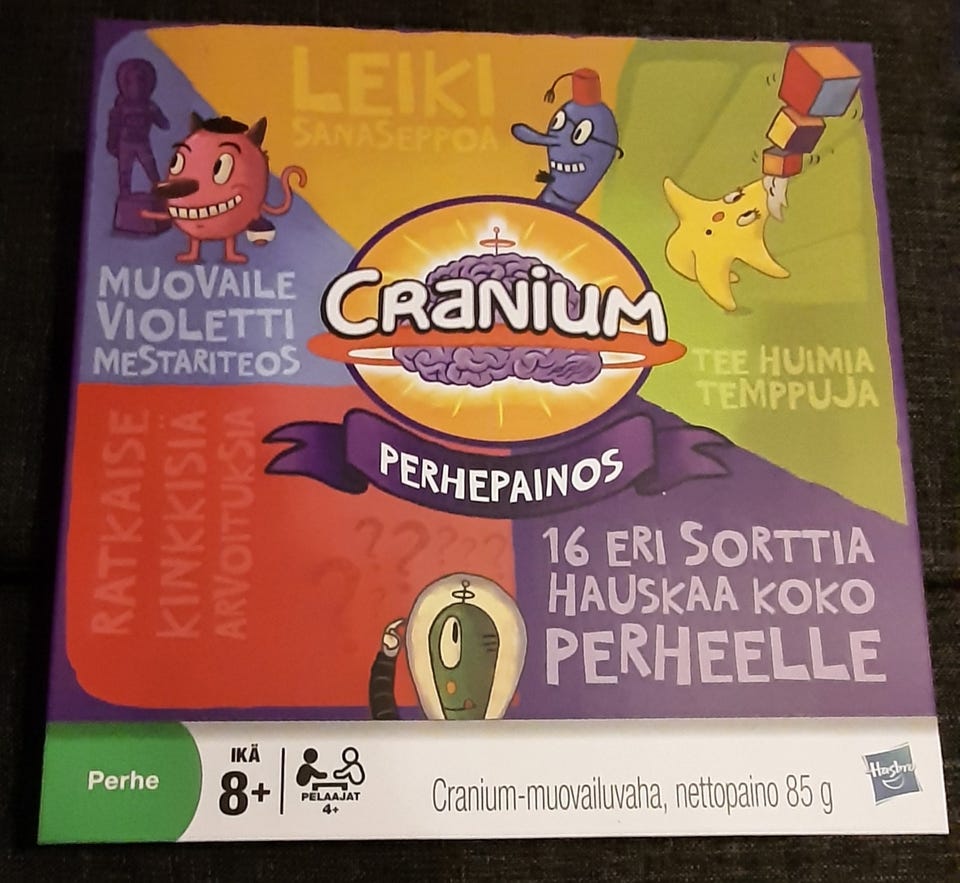 LEIKI
SANASEPPOA
MUOVAILE
VIOLETTI
MESTARITEOS
CRANIUM
PERHEPAINOS
TEE HUIMIA
TEMPPUJA
RATKAISE
KINKKISIÄ
ARVOITUKSIA
??????
16 ERI SORTTIA
HAUSKAA KOKO
PERHEELLE
Perhe
IKÄ
8+
PELAAJAT
4+
Cranium-muovailuvaha, nettopaino 85 g
Hasbro